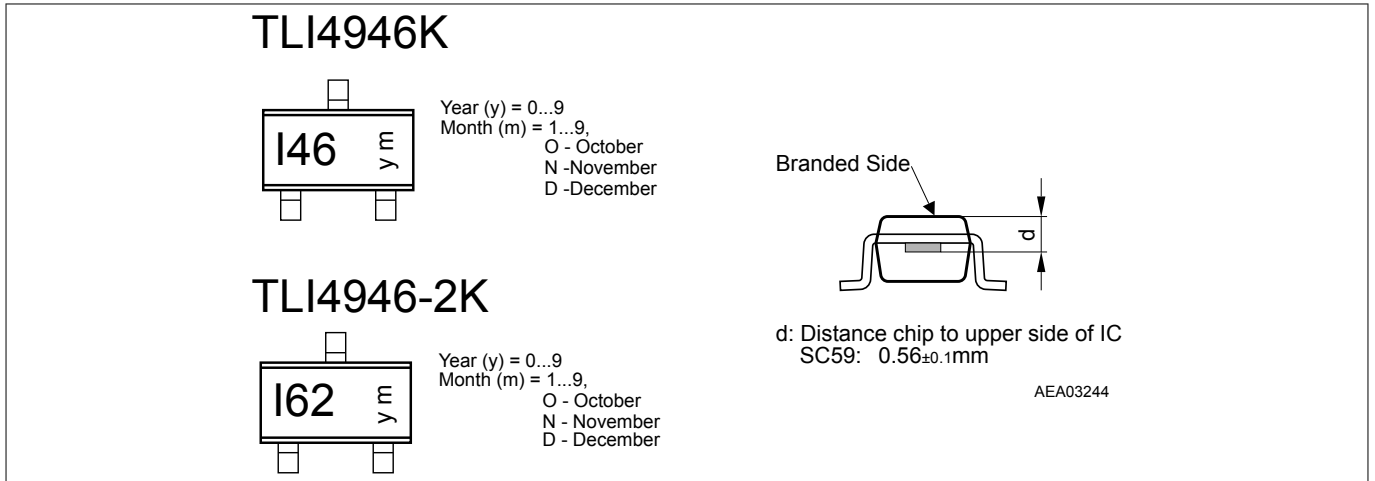 TLI4946K
I46
y m
Year (y) = 0...9
Month (m) = 1...9,
O - October
N -November
D -December
TLI4946-2K
I62
y m
Year (y) = 0...9
Month (m) = 1...9,
O - October
N - November
D - December
Branded Side
d
d: Distance chip to upper side of IC
SC59: 0.56±0.1mm
AEA03244